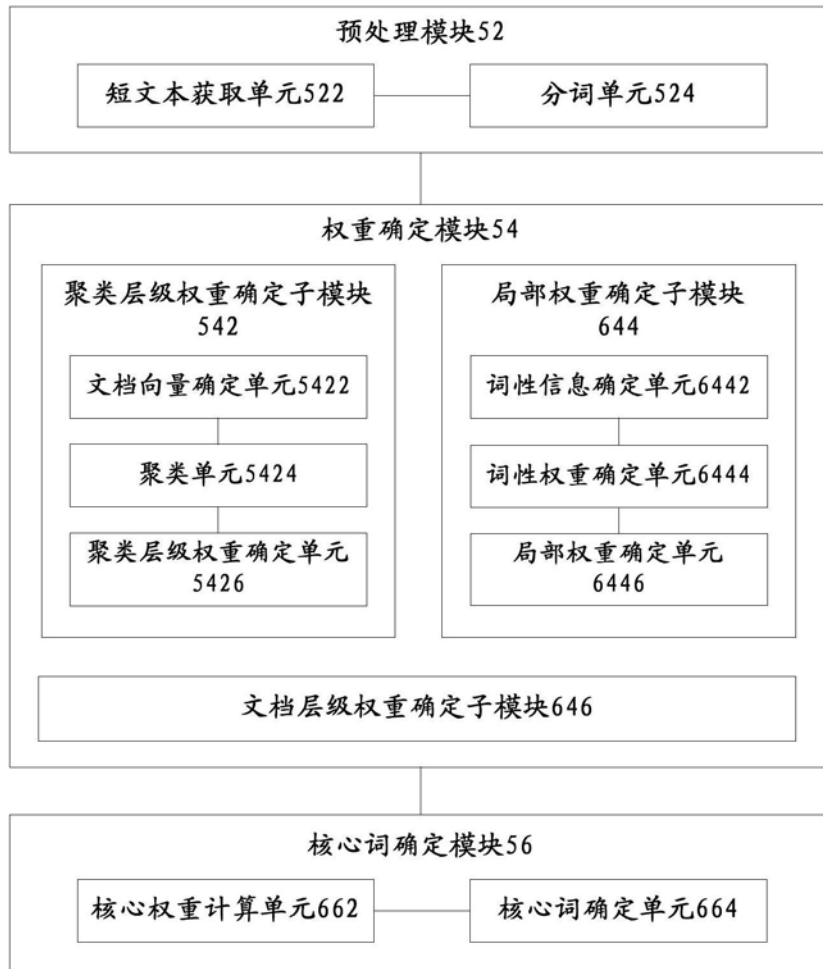 预处理模块52
短文本获取单元522
分词单元524
权重确定模块54
聚类层级权重确定子模块
542
文档向量确定单元5422
聚类单元5424
聚类层级权重确定单元
5426
局部权重确定子模块
644
词性信息确定单元6442
词性权重确定单元6444
局部权重确定单元
6446
文档层级权重确定子模块646
核心词确定模块56
核心权重计算单元662
核心词确定单元664